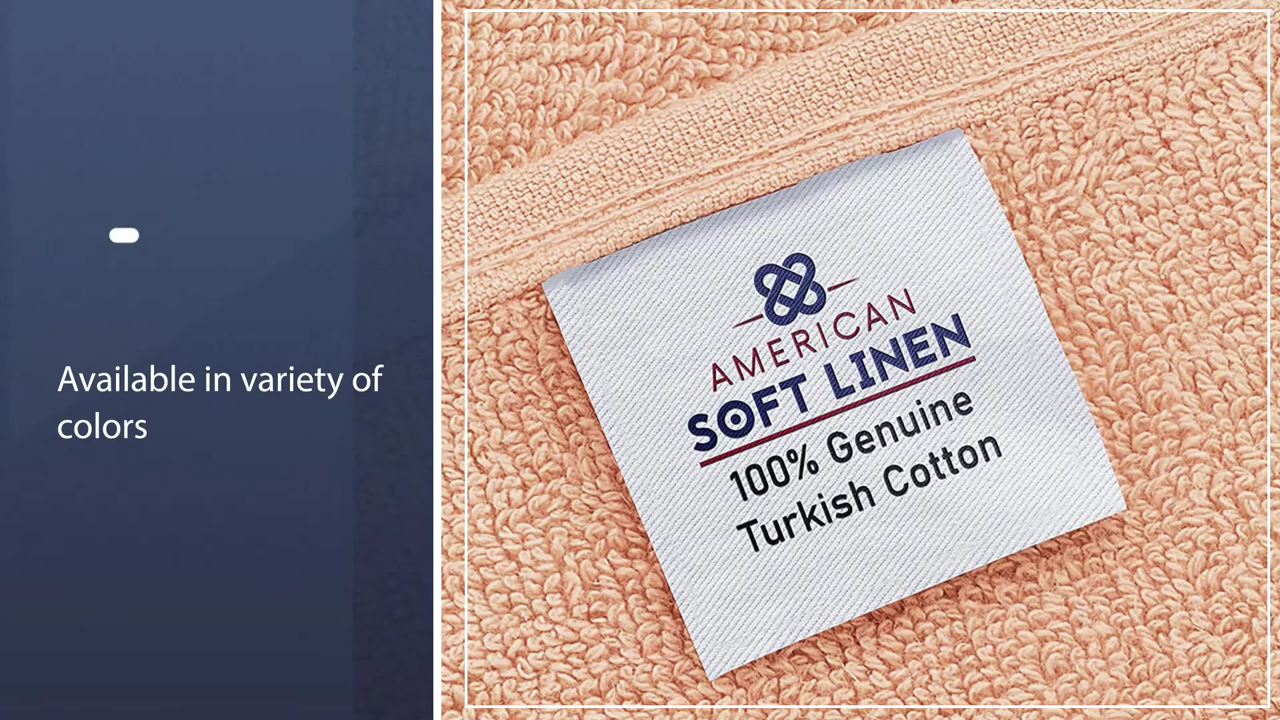 Available in variety of
colors
AMERICAN
SOFT LINEN
100% Genuine
Turkish Cotton